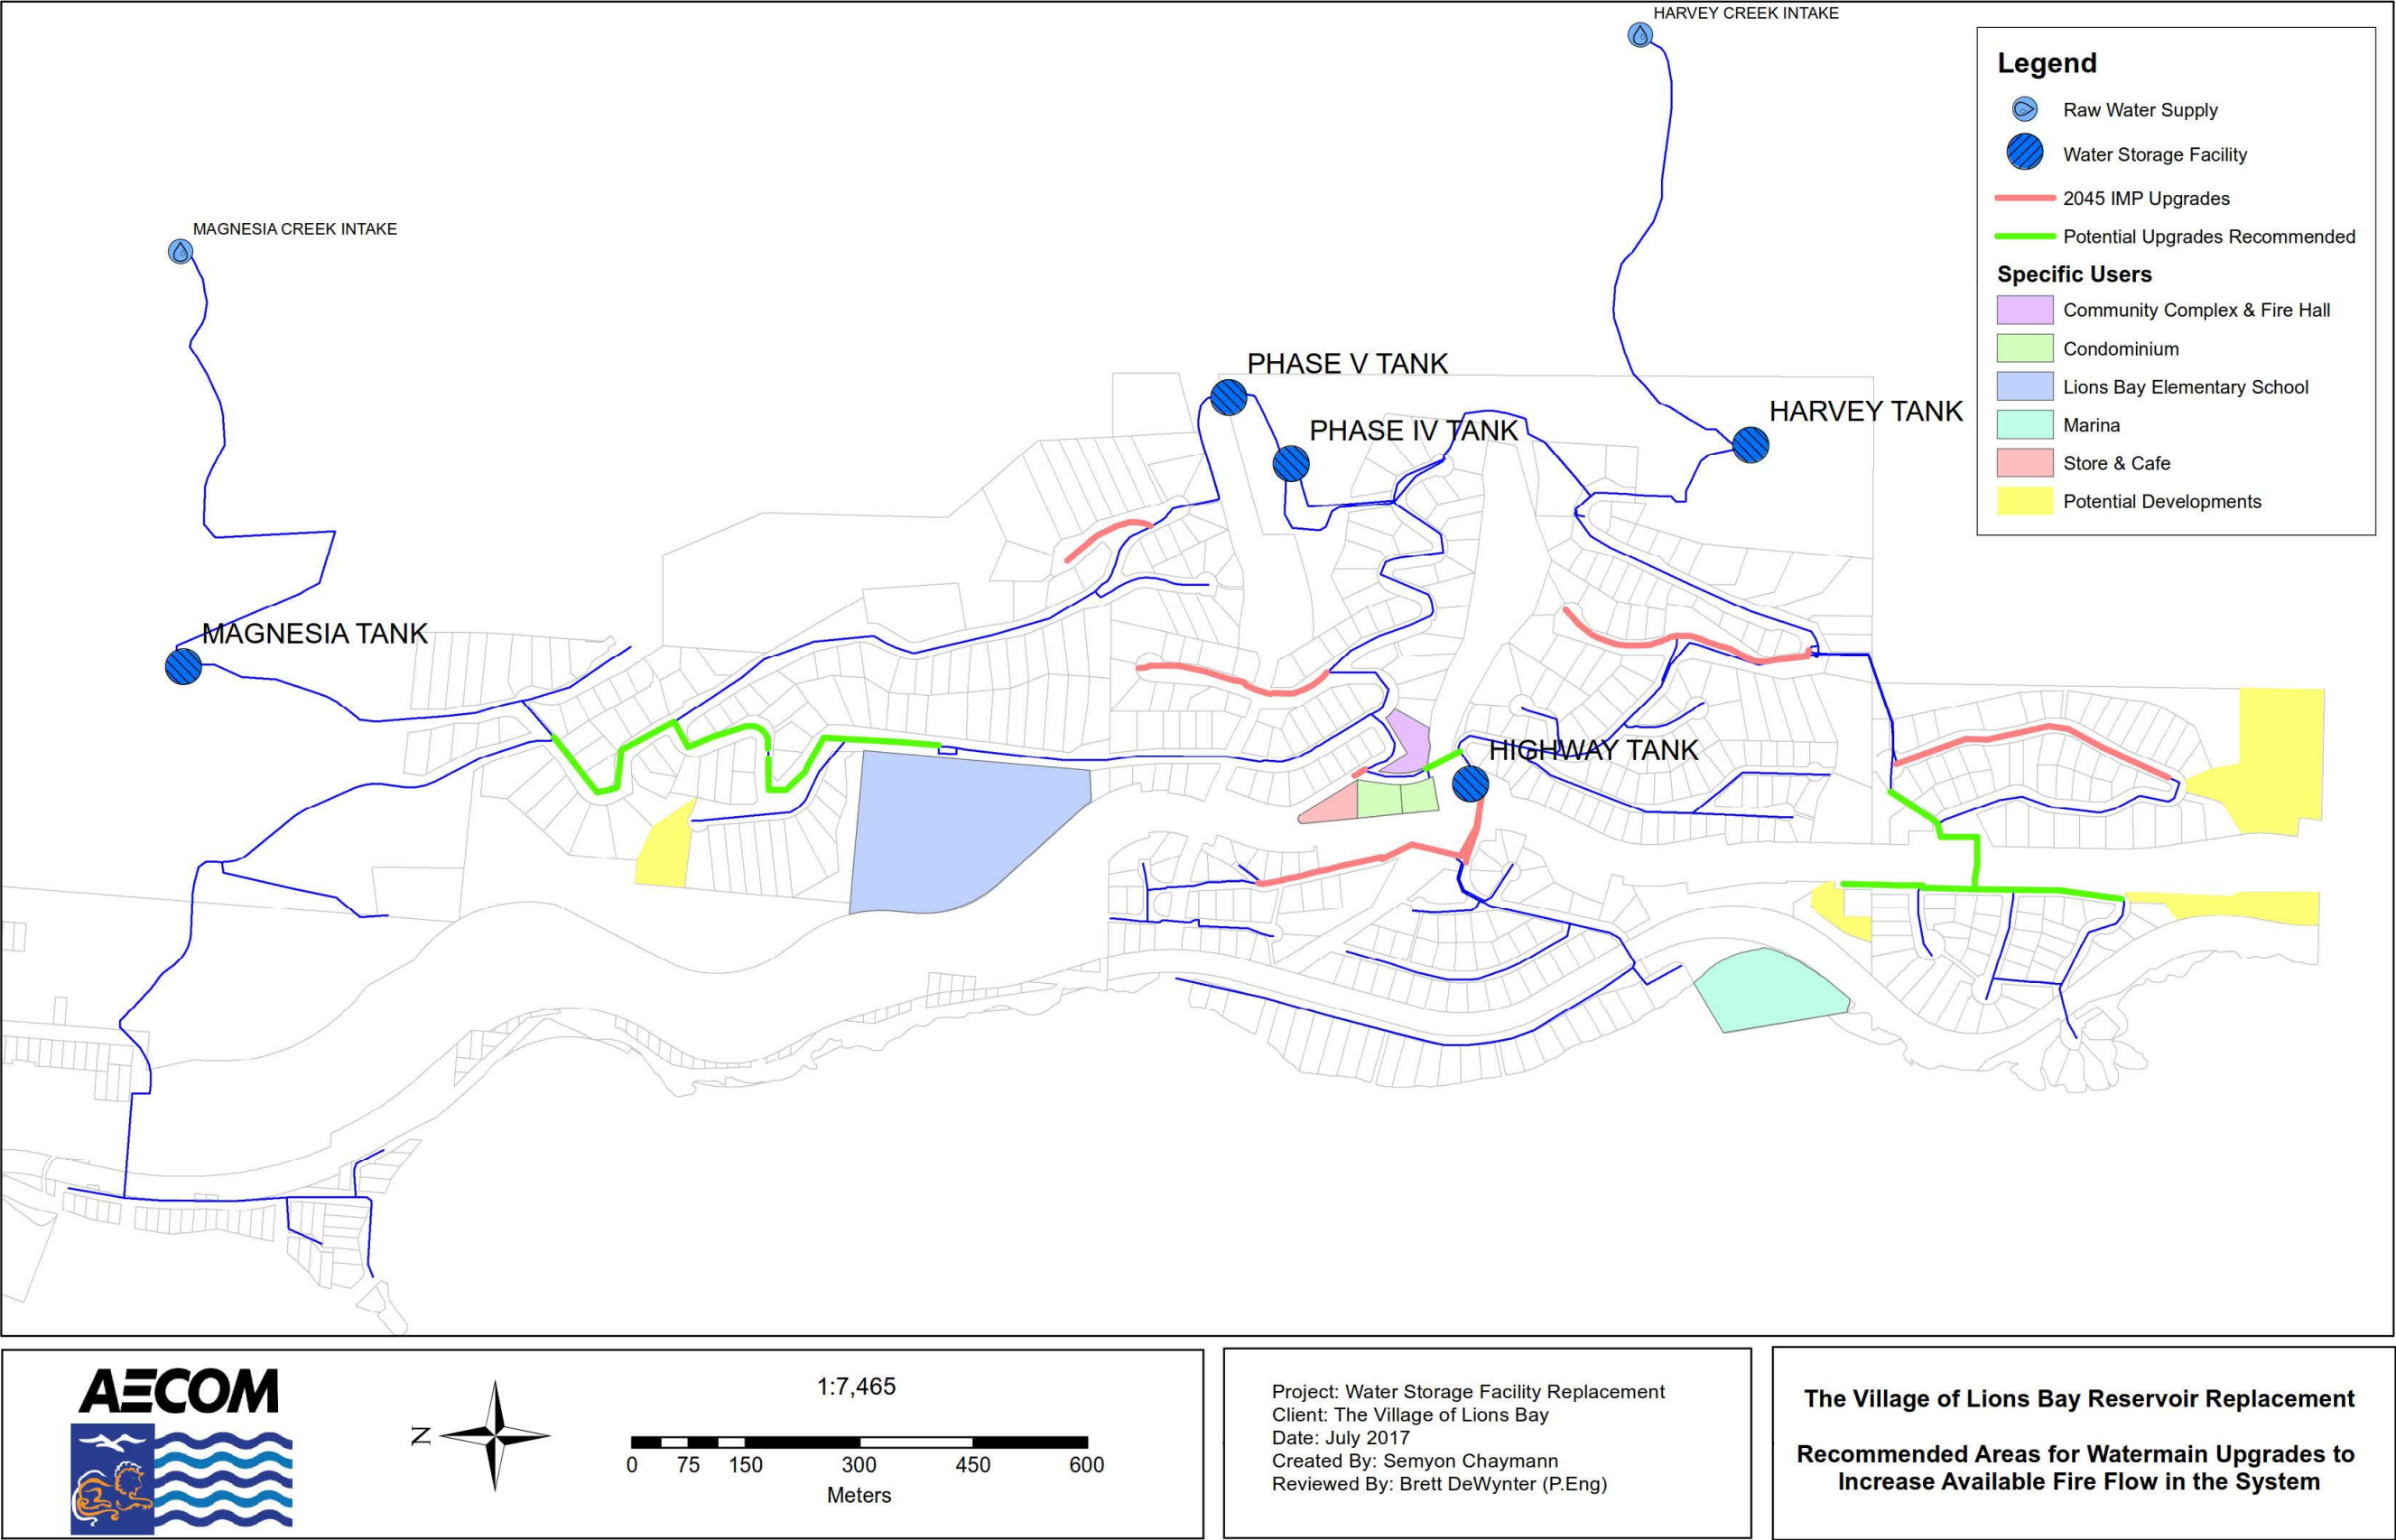 HARVEY CREEK INTAKE
MAGNESIA CREEK INTAKE
PHASE V TANK
PHASE IV TANK
HARVEY TANK
MAGNESIA TANK
HIGHWAY TANK
Legend
Raw Water Supply
Water Storage Facility
2045 IMP Upgrades
Potential Upgrades Recommended
Specific Users
Community Complex & Fire Hall
Condominium
Lions Bay Elementary School
Marina
Store & Cafe
Potential Developments
AECOM
N
1:7,465
0 75 150 300 450 600
Meters
Project: Water Storage Facility Replacement
Client: The Village of Lions Bay
Date: July 2017
Created By: Semyon Chaymann
Reviewed By: Brett DeWynter (P.Eng)
The Village of Lions Bay Reservoir Replacement
Recommended Areas for Watermain Upgrades to
Increase Available Fire Flow in the System